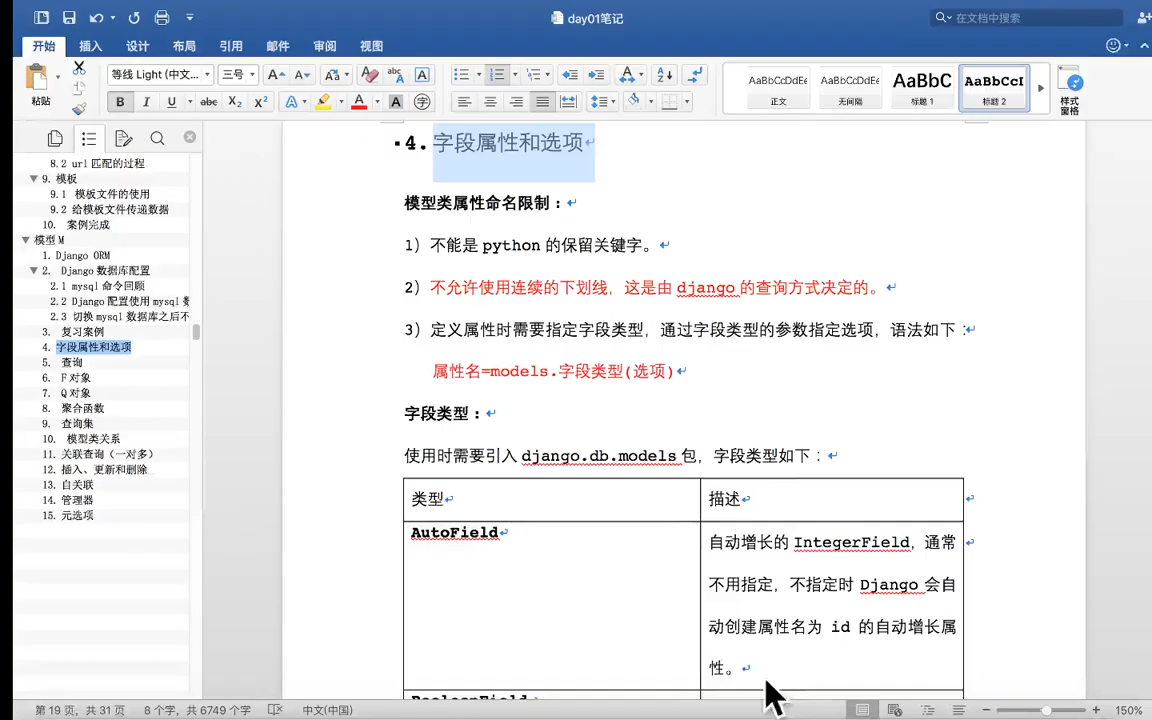 day01笔记
在文档中搜索
开始 插入 设计 布局 引用 邮件 审阅 视图
粘贴
等线 Light (中文... 三号
AaBbCcDdEe AaBbCcDdEe AaBbC AaBbCcI
正文 无间隔 标题 1 标题 2
样式
窗格
8.2 url 匹配的过程
9. 模板
9.1 模板文件的使用
9.2 给模板文件传递数据
10. 案例完成
模型 M
1. Django ORM
2. Django 数据库配置
2.1 mysql 命令回顾
2.2 Django 配置使用 mysql 数
2.3 切换 mysql 数据库之后不
3. 复习案例
4. 字段属性和选项
5. 查询
6. F 对象
7. Q 对象
8. 聚合函数
9. 查询集
10. 模型类关系
11. 关联查询（一对多）
12. 插入、更新和删除
13. 自关联
14. 管理器
15. 元选项
4. 字段属性和选项
模型类属性命名限制：
1）不能是 python 的保留关键字。
2）不允许使用连续的下划线，这是由 django 的查询方式决定的。
3）定义属性时需要指定字段类型，通过字段类型的参数指定选项，语法如下：
属性名=models.字段类型(选项)
字段类型：
使用时需要引入 django.db.models 包，字段类型如下：
类型 描述
AutoField
自动增长的 IntegerField，通常
不用指定，不指定时 Django 会自
动创建属性名为 id 的自动增长属
性。
BooleanField
第 19 页，共 31 页 8 个字，共 6749 个字 中文(中国) 150%